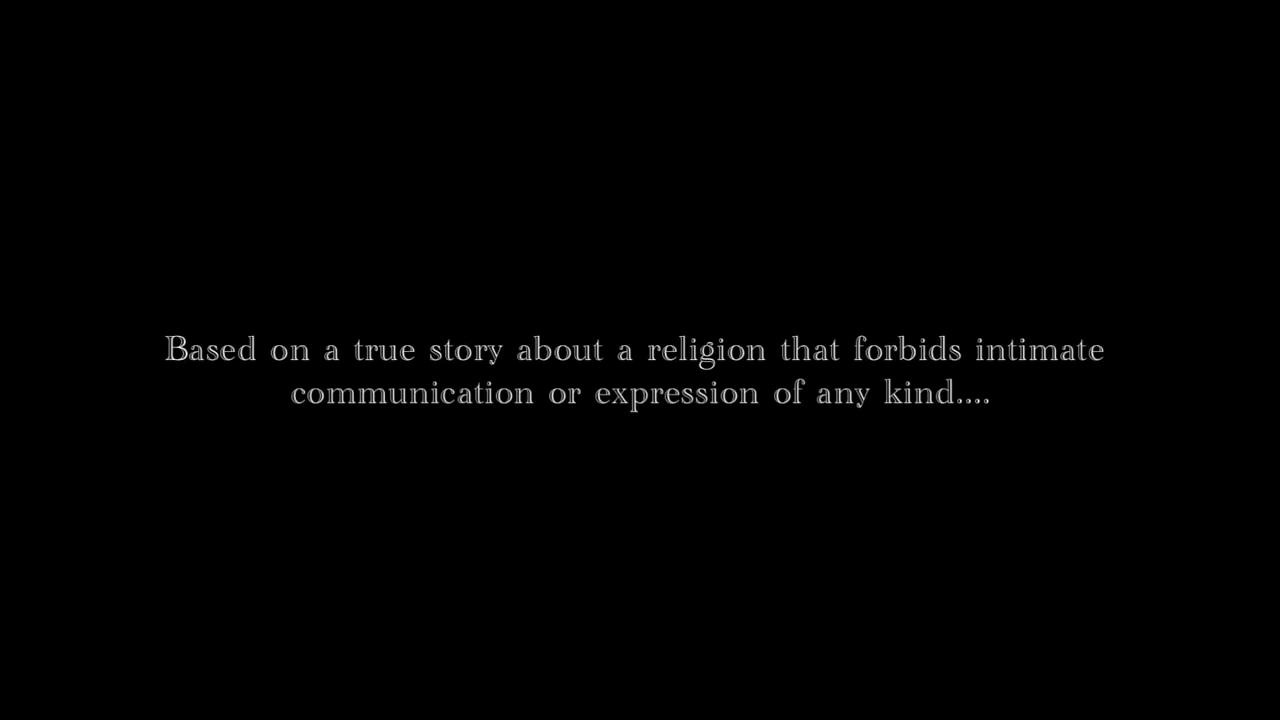 Based on a true story about a religion that forbids intimate
communication or expression of any kind....